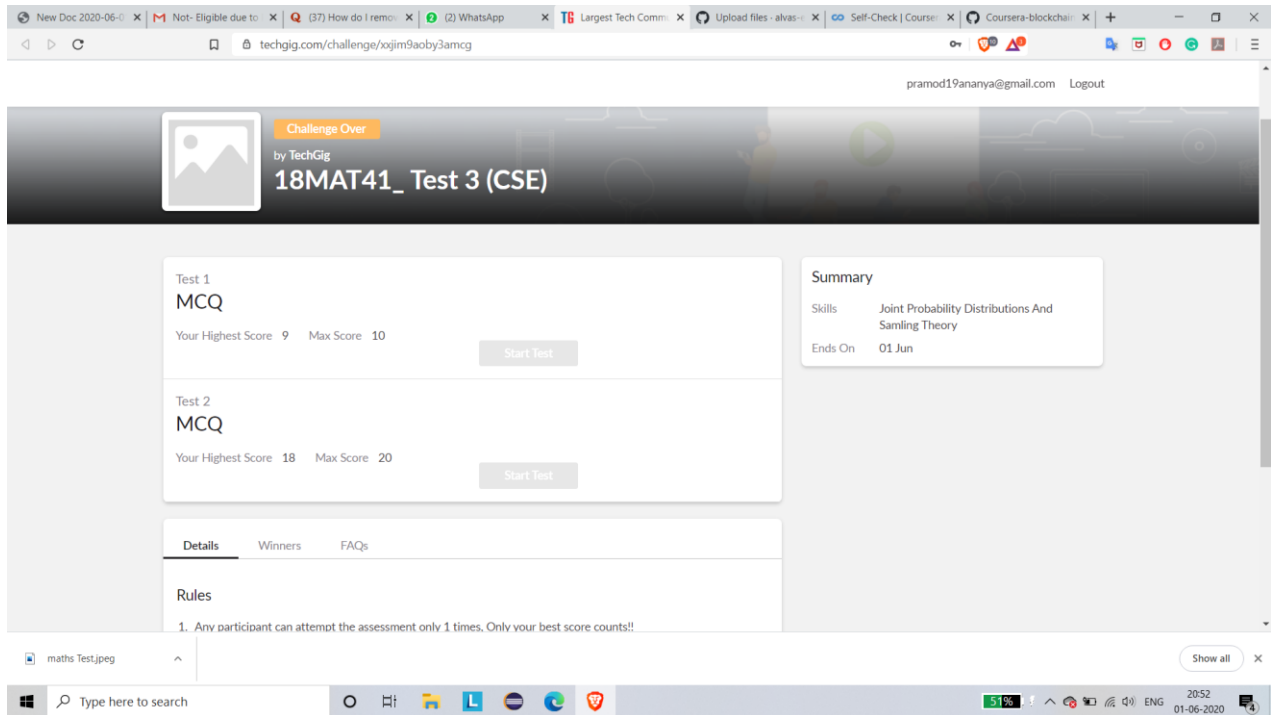 New Doc 2020-06-0
Not- Eligible due to
(37) How do I remov
(2) WhatsApp
Largest Tech Comm
Upload files · alvas-
Self-Check | Courser
Coursera-blockchain
techgig.com/challenge/xxjim9aoby3amcg
pramod19ananya@gmail.com Logout
Challenge Over
by TechGig
18MAT41_ Test 3 (CSE)
Test 1
MCQ
Your Highest Score 9 Max Score 10
Start Test
Test 2
MCQ
Your Highest Score 18 Max Score 20
Start Test
Summary
Skills Joint Probability Distributions And
Samling Theory
Ends On 01 Jun
Details Winners FAQs
Rules
1. Any participant can attempt the assessment only 1 times, Only your best score counts!!
maths Test.jpeg
Show all
Type here to search
51%
ENG
20:52
01-06-2020